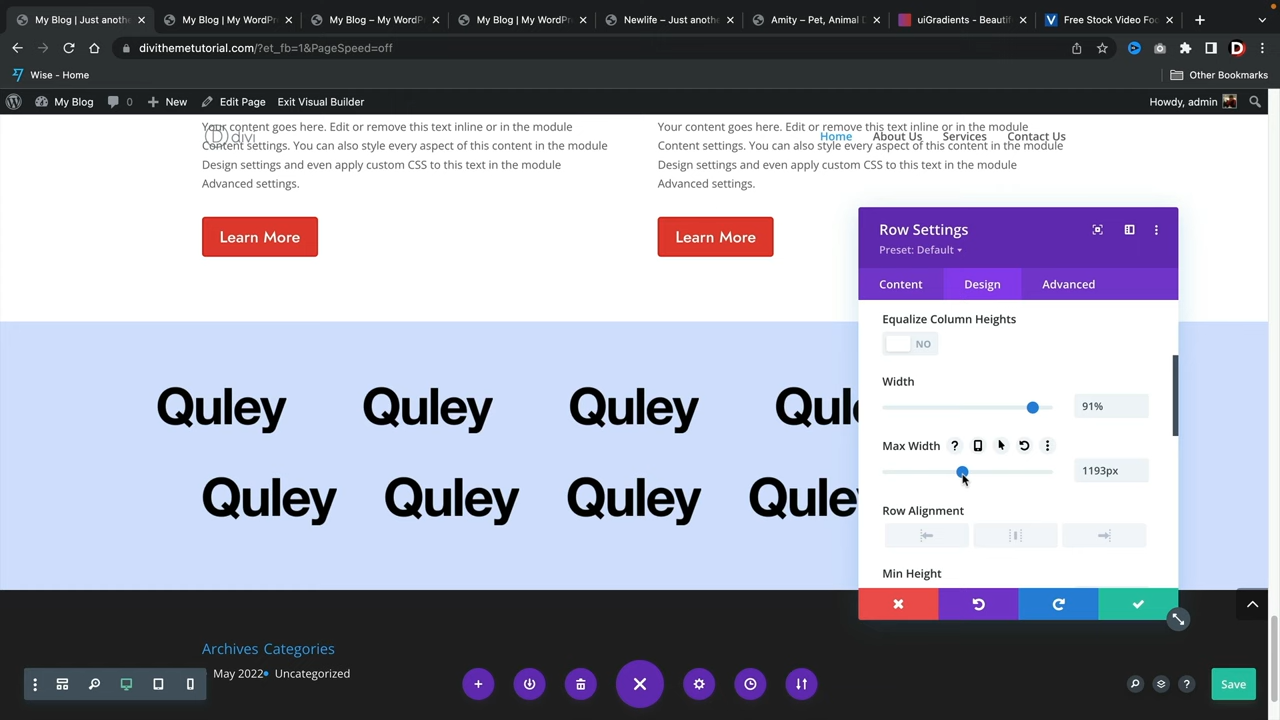 My Blog | Just anoth
My Blog | My WordPre
My Blog – My WordP
My Blog | My WordPr
Newlife – Just anothe
Amity – Pet, Animal D
uiGradients - Beautif
Free Stock Video Foo
divithemetutorial.com/?et_fb=1&PageSpeed=off
Wise - Home
Other Bookmarks
My Blog
0
New
Edit Page
Exit Visual Builder
Howdy, admin
divi
Home
About Us
Services
Contact Us
Your content goes here. Edit or remove this text inline or in the module
Content settings. You can also style every aspect of this content in the module
Design settings and even apply custom CSS to this text in the module
Advanced settings.
Your content goes here. Edit or remove this text inline or in the module
Content settings. You can also style every aspect of this content in the module
Design settings and even apply custom CSS to this text in the module
Advanced settings.
Learn More
Learn More
Row Settings
Preset: Default
Content
Design
Advanced
Equalize Column Heights
NO
Width
91%
Max Width
1193px
Row Alignment
Min Height
Quley
Quley
Quley
Qul
Quley
Quley
Quley
Quley
Archives Categories
May 2022
Uncategorized
Save